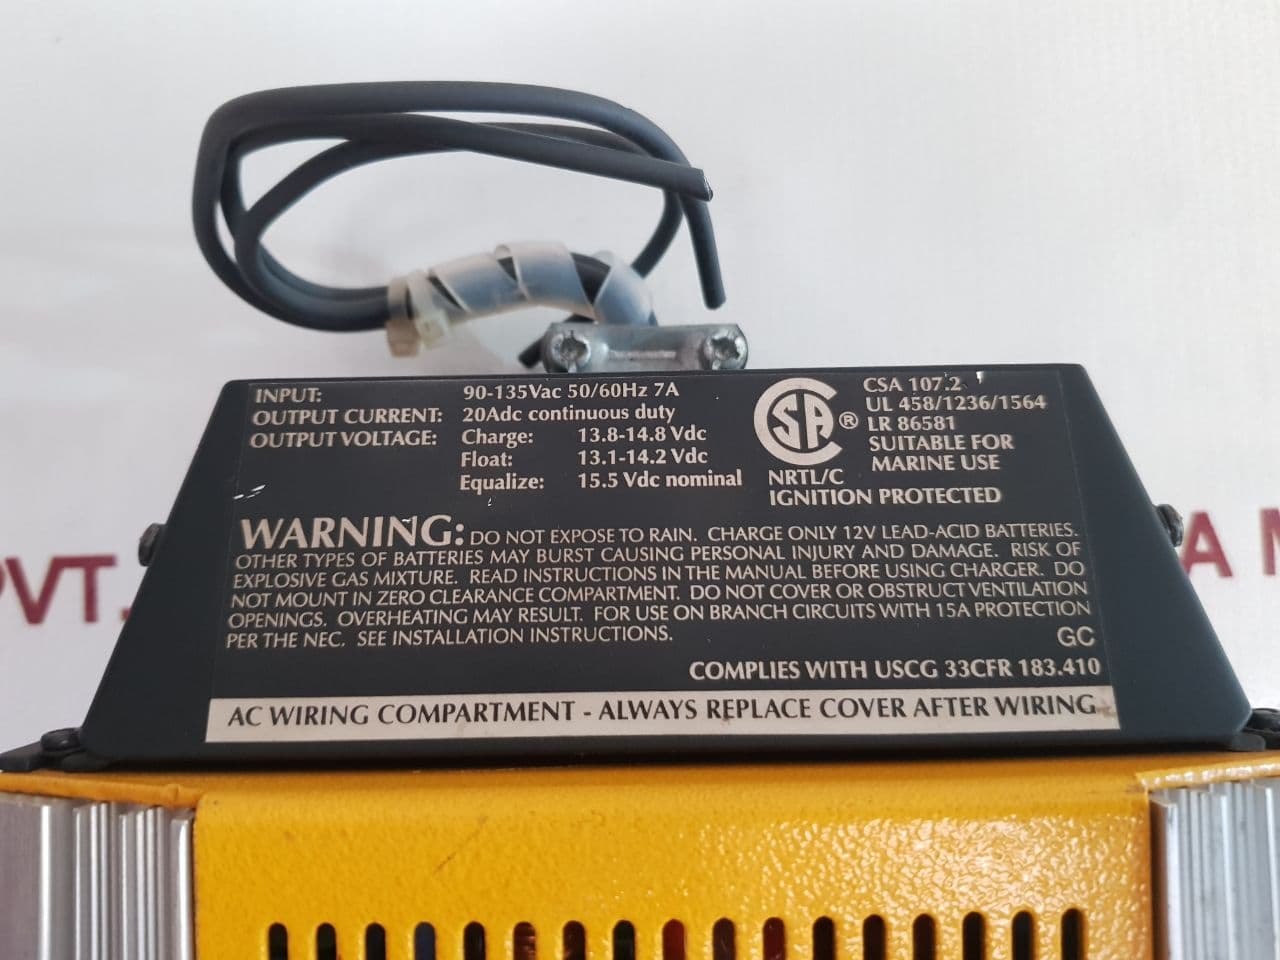 INPUT: 90-135Vac 50/60Hz 7A
OUTPUT CURRENT: 20Adc continuous duty
OUTPUT VOLTAGE: Charge: 13.8-14.8 Vdc
Float: 13.1-14.2 Vdc
Equalize: 15.5 Vdc nominal
CSA ®
CSA 107.2
UL 458/1236/1564
LR 86581
SUITABLE FOR
MARINE USE
NRTL/C
IGNITION PROTECTED
WARNING: DO NOT EXPOSE TO RAIN. CHARGE ONLY 12V LEAD-ACID BATTERIES.
OTHER TYPES OF BATTERIES MAY BURST CAUSING PERSONAL INJURY AND DAMAGE. RISK OF
EXPLOSIVE GAS MIXTURE. READ INSTRUCTIONS IN THE MANUAL BEFORE USING CHARGER. DO
NOT MOUNT IN ZERO CLEARANCE COMPARTMENT. DO NOT COVER OR OBSTRUCT VENTILATION
OPENINGS. OVERHEATING MAY RESULT. FOR USE ON BRANCH CIRCUITS WITH 15A PROTECTION
PER THE NEC. SEE INSTALLATION INSTRUCTIONS.
GC
COMPLIES WITH USCG 33CFR 183.410
AC WIRING COMPARTMENT - ALWAYS REPLACE COVER AFTER WIRING
PVT. A M